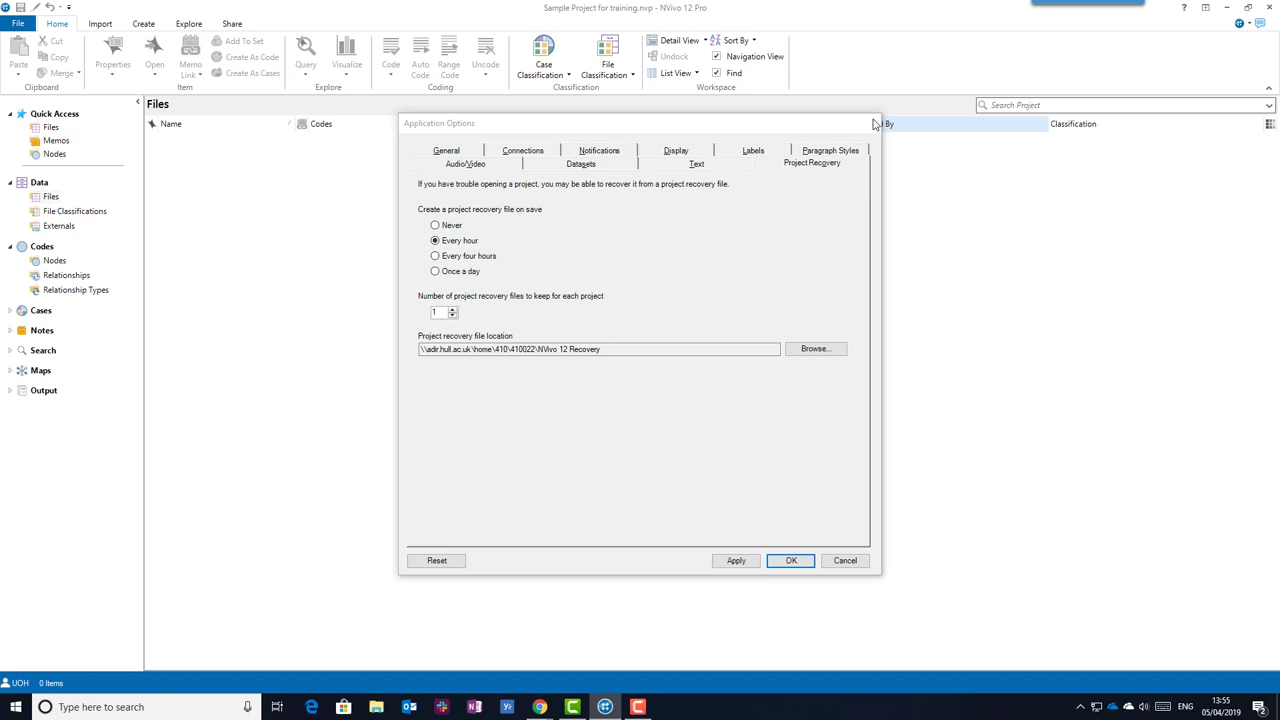 Sample Project for training.nvp - NVivo 12 Pro
File Home Import Create Explore Share
Paste Cut Copy Merge Clipboard
Properties Open Memo Link Add To Set Create As Code Create As Cases Item
Query Visualize Explore
Code Auto Code Range Code Uncode Coding
Case Classification File Classification Classification
Detail View Sort By Undock Navigation View List View Find Workspace
Files
Search Project
Name Codes d By Classification
Quick Access
Files
Memos
Nodes
Data
Files
File Classifications
Externals
Codes
Nodes
Relationships
Relationship Types
Cases
Notes
Search
Maps
Output
Application Options
General Connections Notifications Display Labels Paragraph Styles
Audio/Video Datasets Text Project Recovery
If you have trouble opening a project, you may be able to recover it from a project recovery file.
Create a project recovery file on save
Never
Every hour
Every four hours
Once a day
Number of project recovery files to keep for each project
1
Project recovery file location
\\adir.hull.ac.uk\home\410\410022\NVivo 12 Recovery Browse...
Reset Apply OK Cancel
UOH 0 Items
Type here to search
ENG 13:55
05/04/2019
2